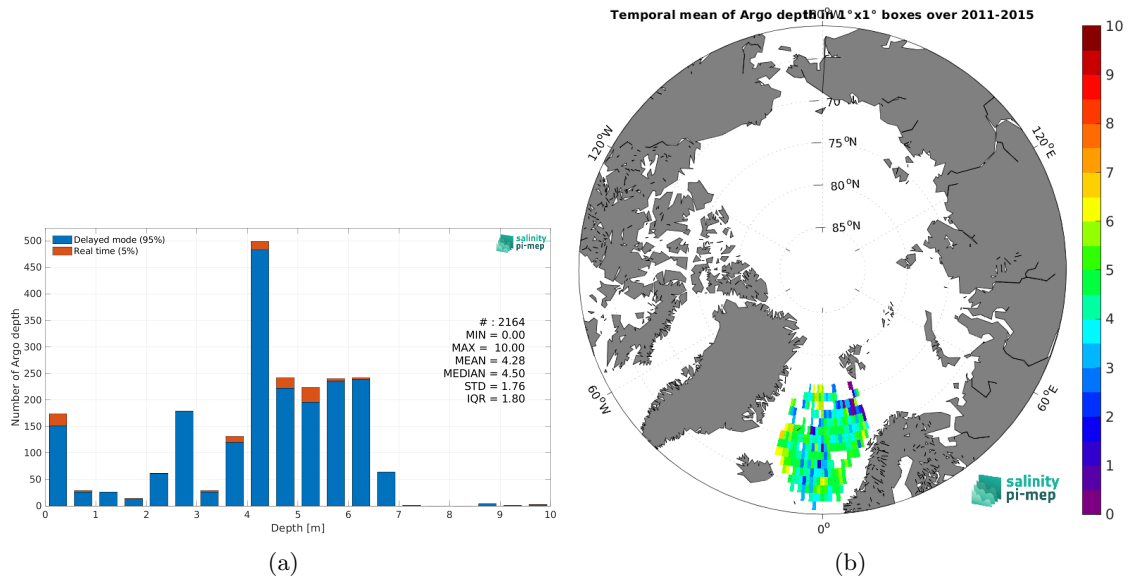 Delayed mode (95%)
Real time (5%)
salinity
pi-mep
500
450
400
350
300
250
200
150
100
50
0
Number of Argo depth
# : 2164
MIN = 0.00
MAX = 10.00
MEAN = 4.28
MEDIAN = 4.50
STD = 1.76
IQR = 1.80
0 1 2 3 4 5 6 7 8 9 10
Depth [m]
(a)
Temporal mean of Argo depth in 1°x1° boxes over 2011-2015
180°W
120°W
120°E
60°W
60°E
0°
70°N
75°N
80°N
85°N
10
9
8
7
6
5
4
3
2
1
0
salinity
pi-mep
(b)